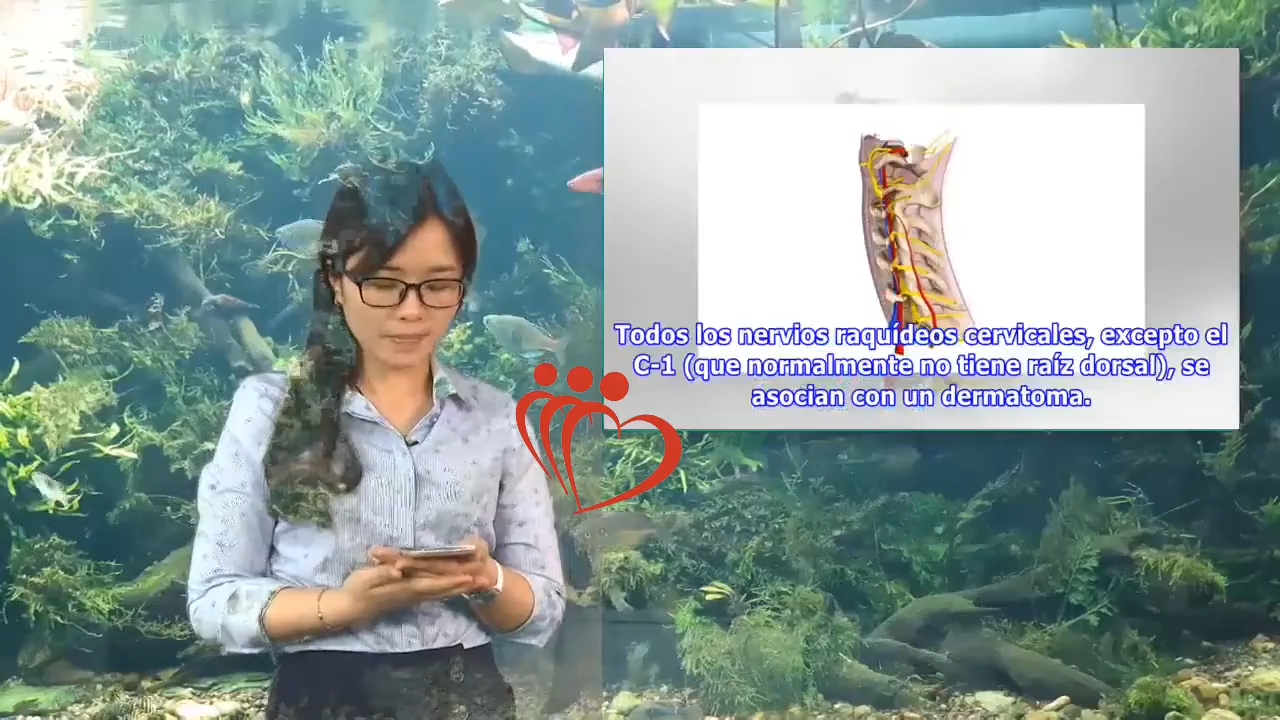 Todos los nervios raquídeos cervicales, excepto el
C-1 (que normalmente no tiene raíz dorsal), se
asocian con un dermatoma.